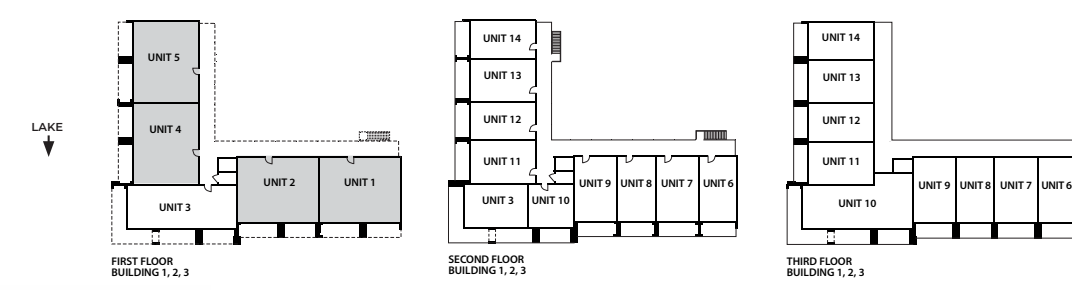 LAKE
UNIT 5
UNIT 4
UNIT 3
UNIT 2
UNIT 1
FIRST FLOOR
BUILDING 1, 2, 3
UNIT 14
UNIT 13
UNIT 12
UNIT 11
UNIT 3
UNIT 10
UNIT 9
UNIT 8
UNIT 7
UNIT 6
SECOND FLOOR
BUILDING 1, 2, 3
UNIT 14
UNIT 13
UNIT 12
UNIT 11
UNIT 10
UNIT 9
UNIT 8
UNIT 7
UNIT 6
THIRD FLOOR
BUILDING 1, 2, 3